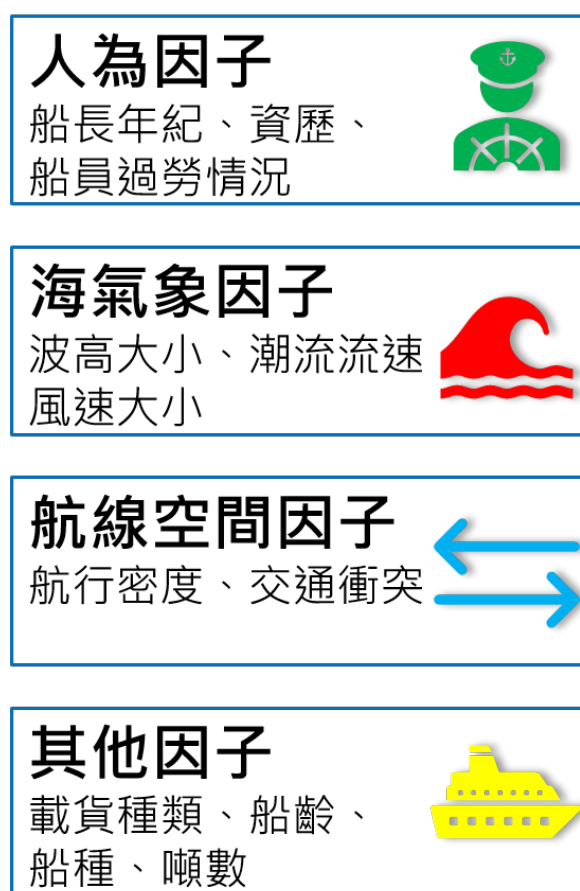 人為因子
船長年紀、資歷、
船員過勞情況
海氣象因子
波高大小、潮流流速
風速大小
航線空間因子
航行密度、交通衝突
其他因子
載貨種類、船齡、
船種、噸數